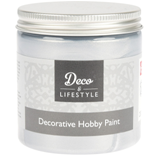 Deco
&
LIFESTYLE
Decorative Hobby Paint